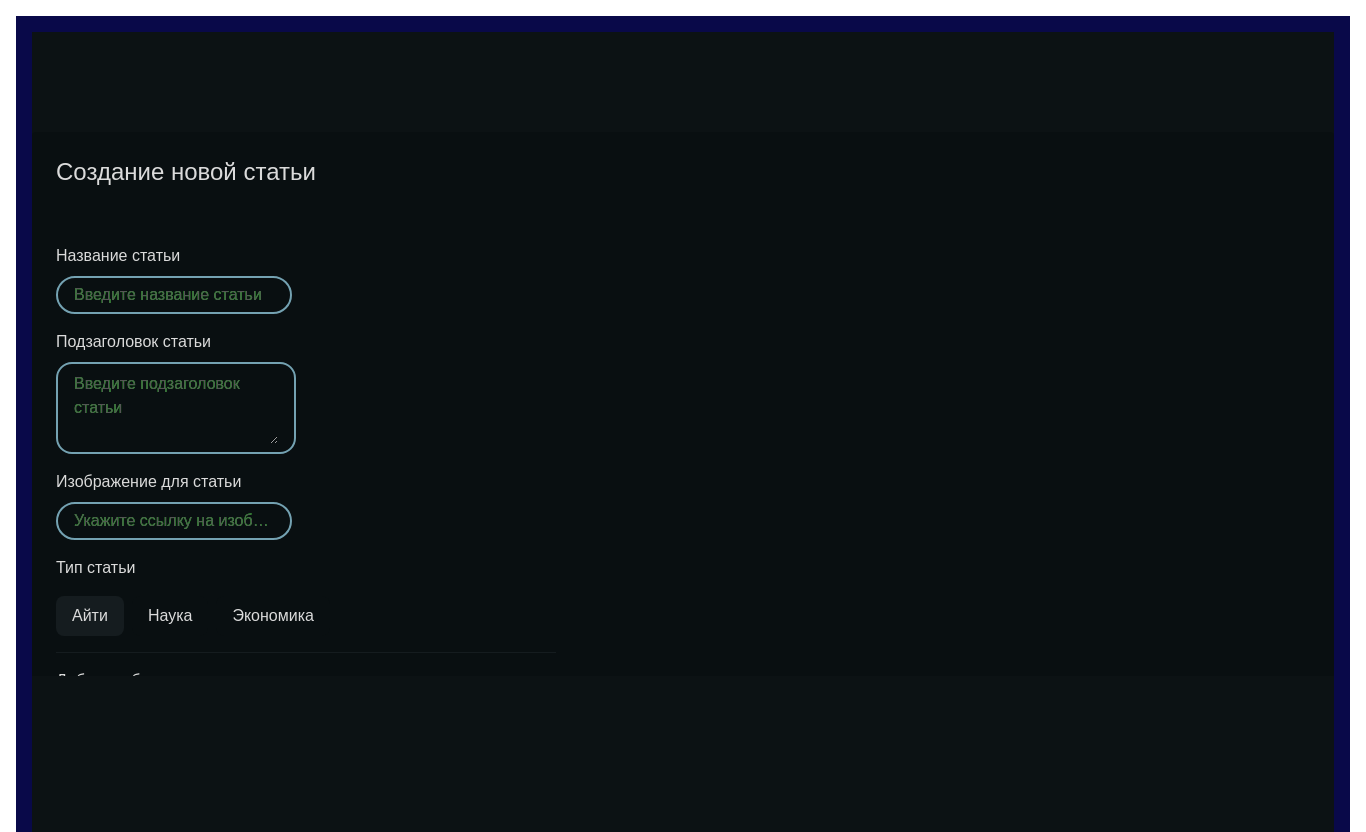 Создание новой статьи
Название статьи
Введите название статьи
Подзаголовок статьи
Введите подзаголовок
статьи
Изображение для статьи
Укажите ссылку на изоб…
Тип статьи
Айти
Наука
Экономика